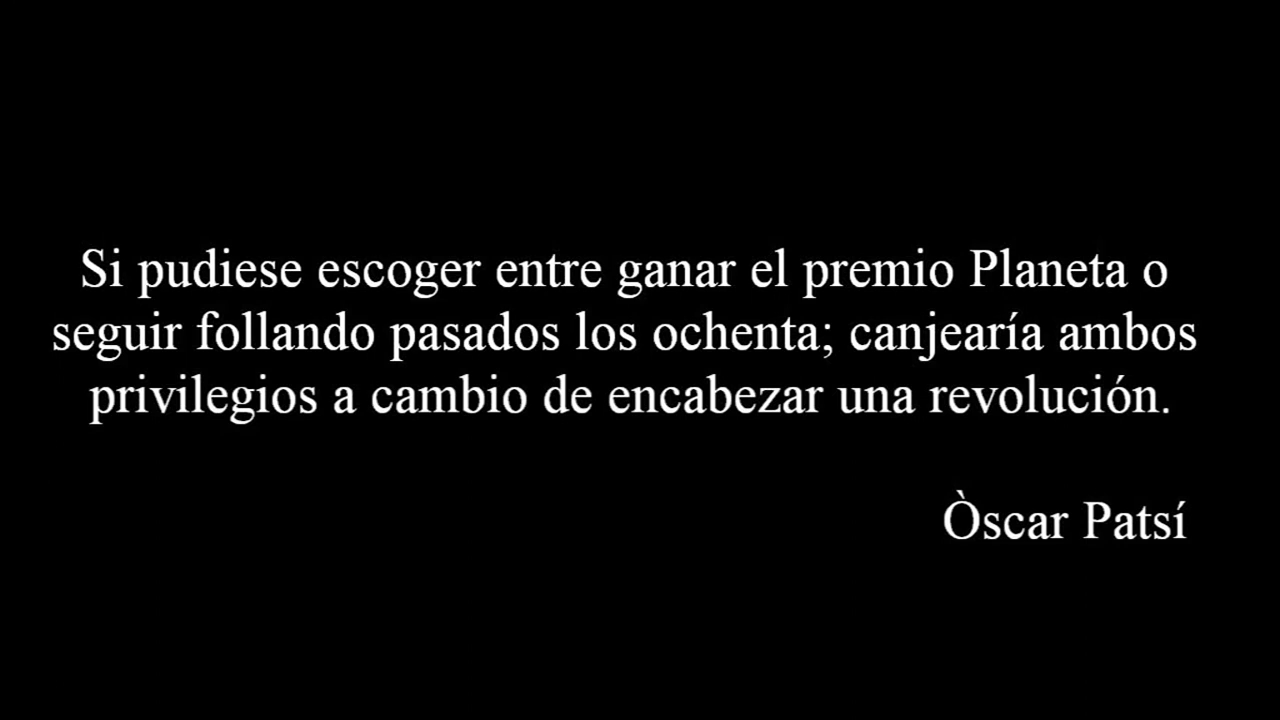 Si pudiese escoger entre ganar el premio Planeta o
seguir follando pasados los ochenta; canjearía ambos
privilegios a cambio de encabezar una revolución.
Òscar Patsí